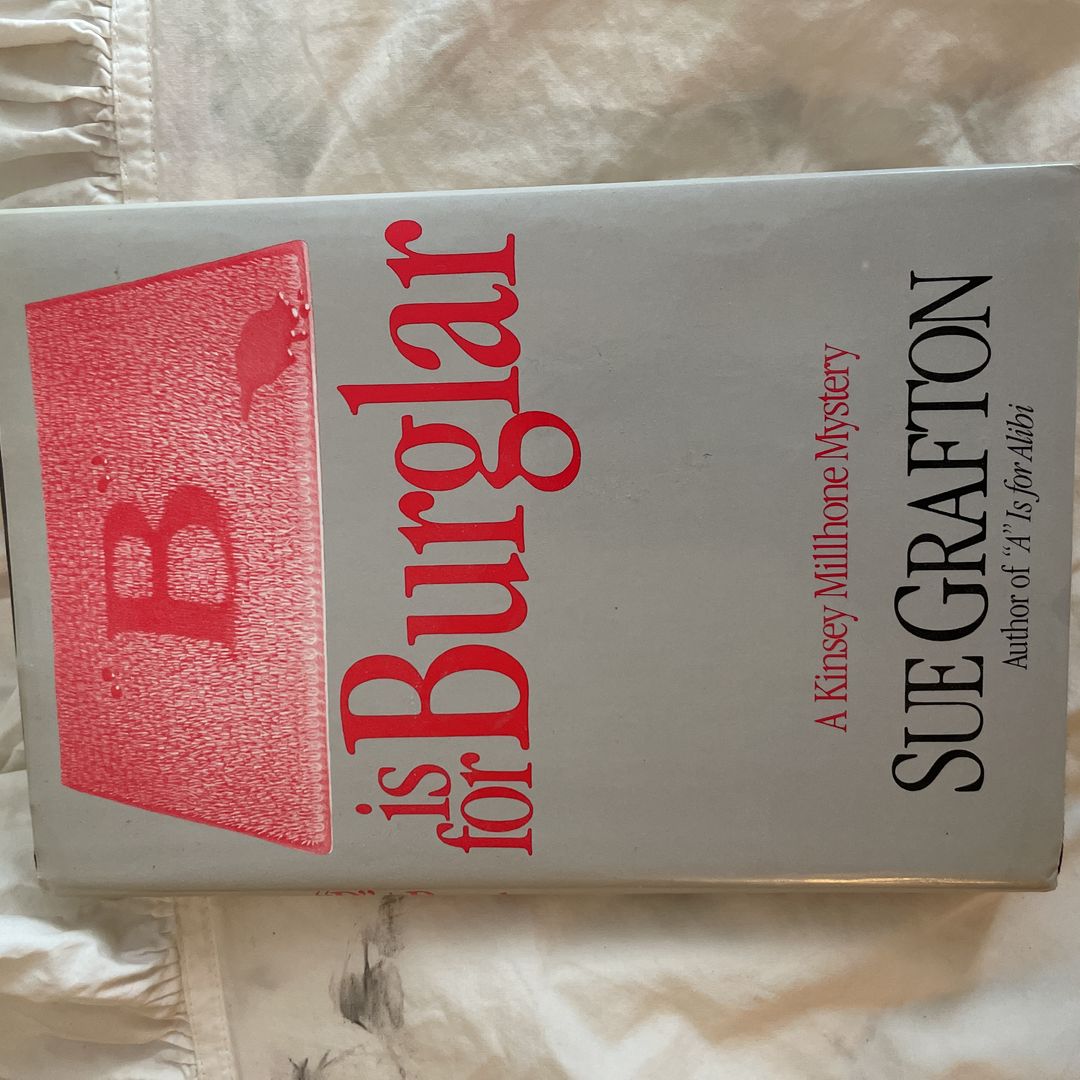 "B"
is
for Burglar
A Kinsey Millhone Mystery
SUE GRAFTON
Author of "A" Is for Alibi